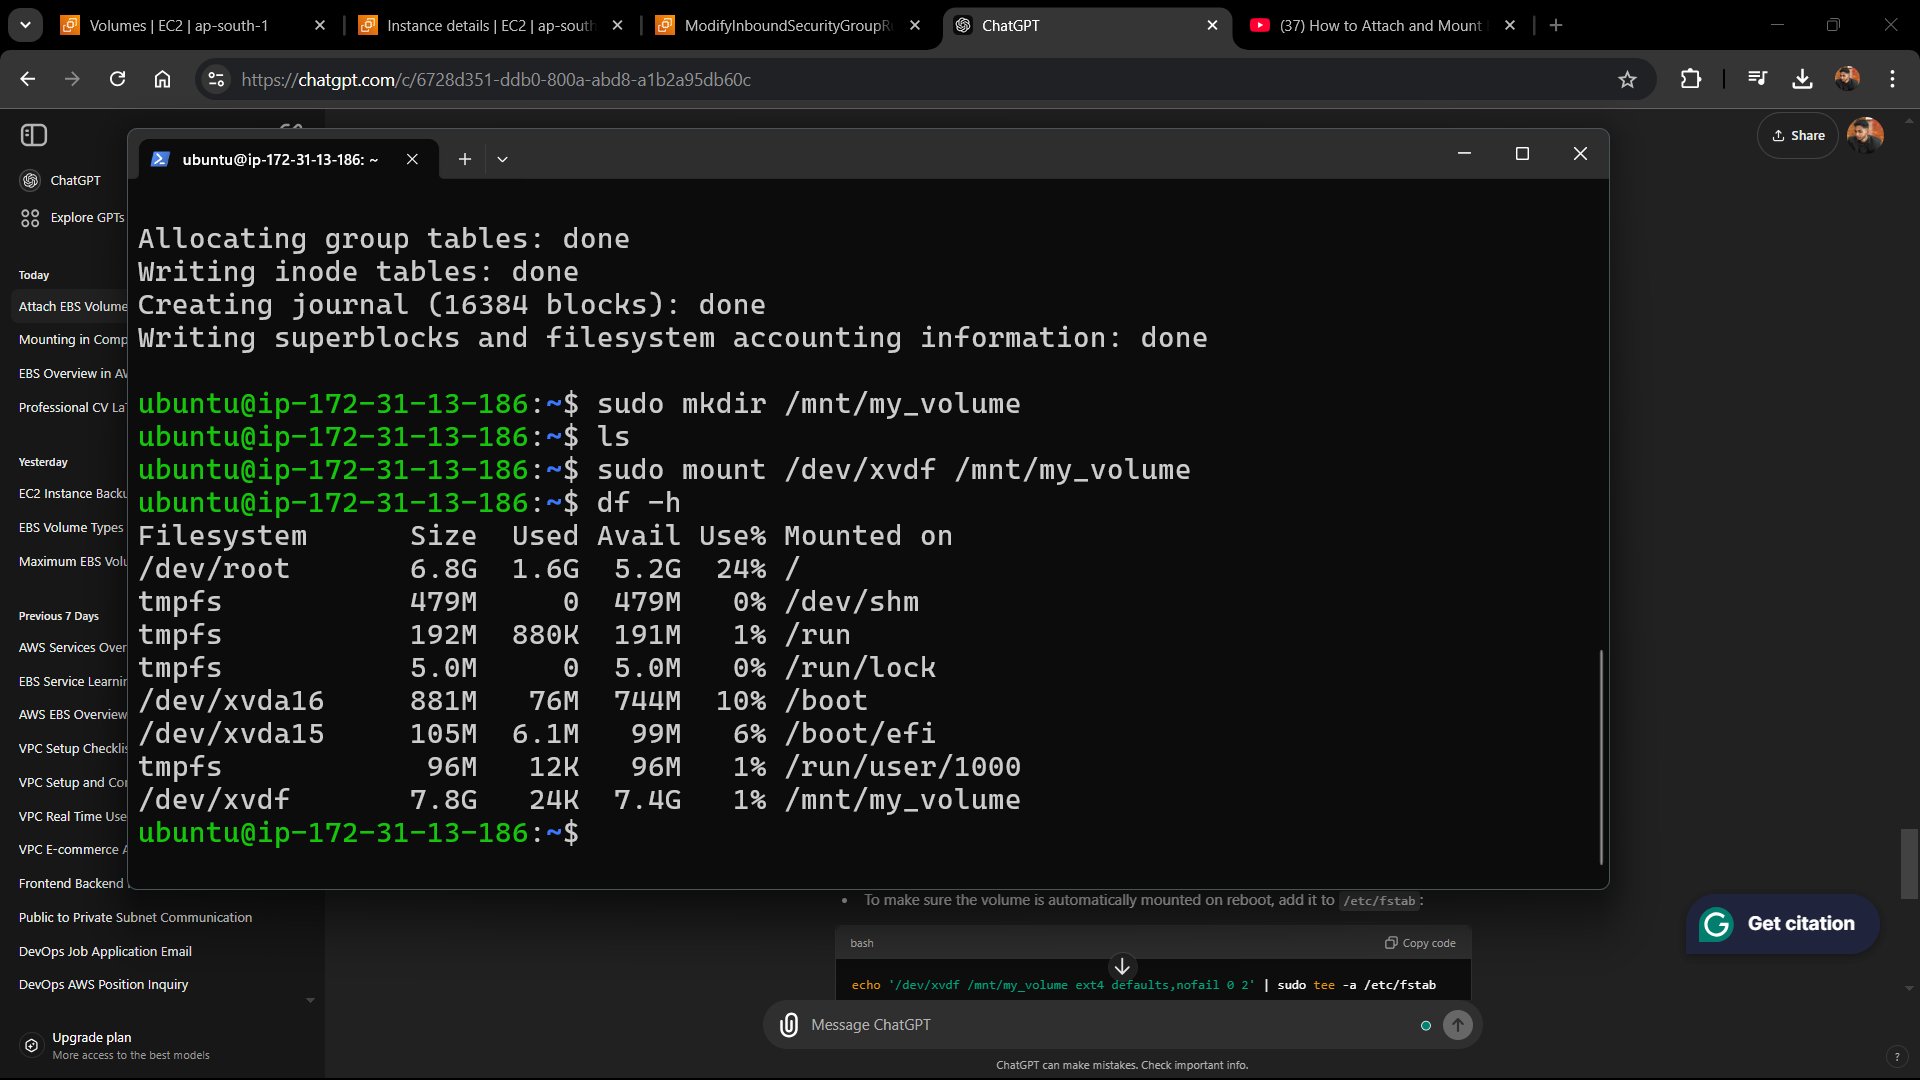 Volumes | EC2 | ap-south-1
Instance details | EC2 | ap-south
ModifyInboundSecurityGroupRu
ChatGPT
(37) How to Attach and Mount
https://chatgpt.com/c/6728d351-ddb0-800a-abd8-a1b2a95db60c
Share
ChatGPT
Explore GPTs
Today
Attach EBS Volume
Mounting in Comp
EBS Overview in AW
Professional CV LaT
Yesterday
EC2 Instance Backu
EBS Volume Types
Maximum EBS Volu
Previous 7 Days
AWS Services Over
EBS Service Learnin
AWS EBS Overview
VPC Setup Checklis
VPC Setup and Con
VPC Real Time Use
VPC E-commerce A
Frontend Backend
Public to Private Subnet Communication
DevOps Job Application Email
DevOps AWS Position Inquiry
Upgrade plan
More access to the best models
ubuntu@ip-172-31-13-186: ~
Allocating group tables: done
Writing inode tables: done
Creating journal (16384 blocks): done
Writing superblocks and filesystem accounting information: done
ubuntu@ip-172-31-13-186:~$ sudo mkdir /mnt/my_volume
ubuntu@ip-172-31-13-186:~$ ls
ubuntu@ip-172-31-13-186:~$ sudo mount /dev/xvdf /mnt/my_volume
ubuntu@ip-172-31-13-186:~$ df -h
Filesystem      Size  Used Avail Use% Mounted on
/dev/root       6.8G  1.6G  5.2G  24% /
tmpfs           479M     0  479M   0% /dev/shm
tmpfs           192M  880K  191M   1% /run
tmpfs           5.0M     0  5.0M   0% /run/lock
/dev/xvda16     881M   76M  744M  10% /boot
/dev/xvda15     105M  6.1M   99M   6% /boot/efi
tmpfs            96M   12K   96M   1% /run/user/1000
/dev/xvdf       7.8G   24K  7.4G   1% /mnt/my_volume
ubuntu@ip-172-31-13-186:~$
• To make sure the volume is automatically mounted on reboot, add it to /etc/fstab:
bash
Copy code
echo '/dev/xvdf /mnt/my_volume ext4 defaults,nofail 0 2' | sudo tee -a /etc/fstab
Get citation
Message ChatGPT
ChatGPT can make mistakes. Check important info.
?